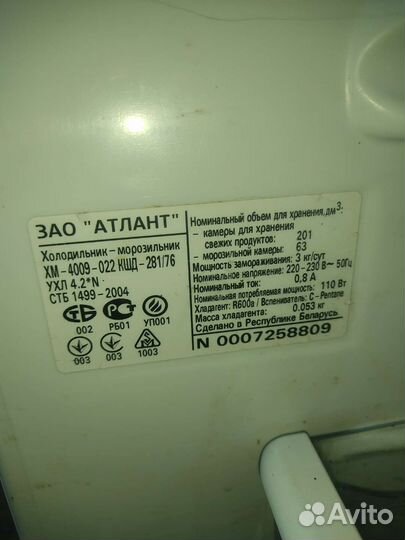 ЗАО "АТЛАНТ"
Холодильник - морозильник
ХМ-4009-022 КШД-281/76
УХЛ 4.2*N
СТБ 1499-2004
002
РБ01
УП001
003
003
1003
Номинальный объем для хранения, дм³:
– камеры для хранения
свежих продуктов: 201
– морозильной камеры: 63
Мощность замораживания: 3 кг/сут
Номинальное напряжение: 220-230 В~ 50Гц
Номинальный ток: 0,8 А
Номинальная потребляемая мощность: 110 Вт
Хладагент: R600a / Вспениватель: C-Pentane
Масса хладагента: 0.053 кг
Сделано в Республике Беларусь
N 0007258809
Avito